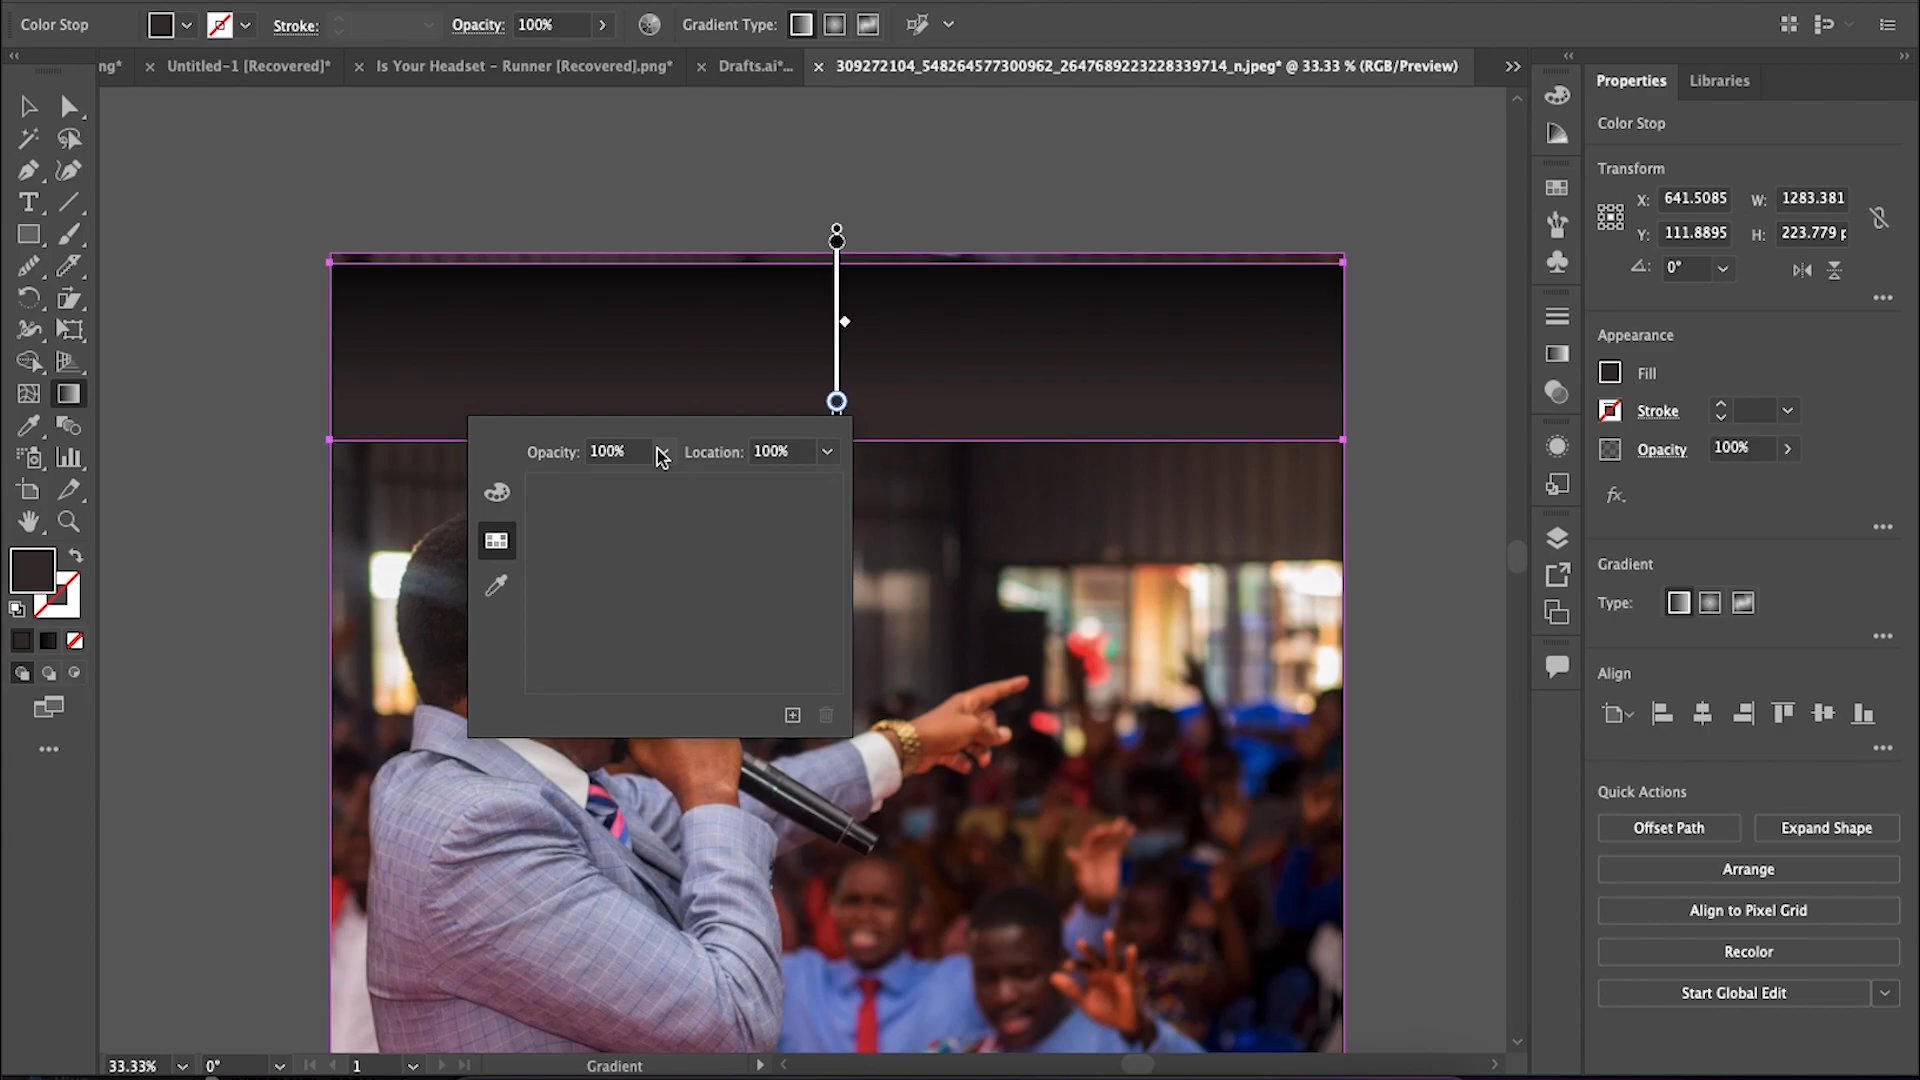 Color Stop
Stroke:
Opacity: 100%
Gradient Type:
ng*
Untitled-1 [Recovered]*
Is Your Headset – Runner [Recovered].png*
Drafts.ai*...
309272104_548264577300962_2647689223228339714_n.jpeg* @ 33.33 % (RGB/Preview)
Properties
Libraries
Color Stop
Transform
X: 641.5085
W: 1283.381
Y: 111.8895
H: 223.779 p
0°
Appearance
Fill
Stroke
Opacity 100%
fx.
Gradient
Type:
Align
Quick Actions
Offset Path
Expand Shape
Arrange
Align to Pixel Grid
Recolor
Start Global Edit
Opacity: 100%
Location: 100%
33.33%
0°
1
Gradient